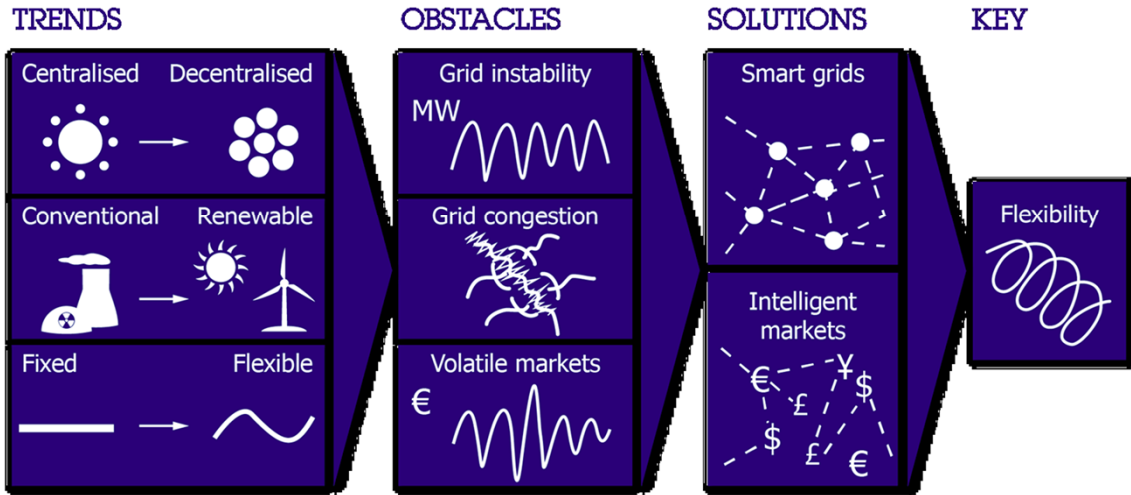 TRENDS
OBSTACLES
SOLUTIONS
KEY
Centralised
Decentralised
Conventional
Renewable
Fixed
Flexible
Grid instability
MW
Grid congestion
Volatile markets
€
Smart grids
Intelligent
markets
€ ¥ $
£
$ £ €
Flexibility